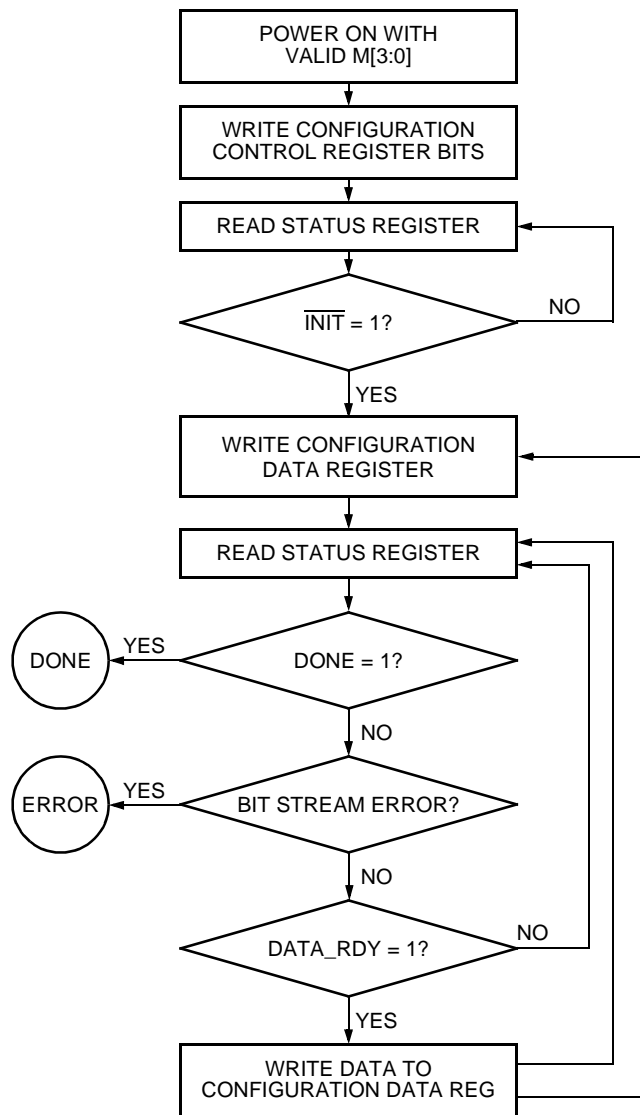 POWER ON WITH
VALID M[3:0]
WRITE CONFIGURATION
CONTROL REGISTER BITS
READ STATUS REGISTER
I̅N̅I̅T̅ = 1?
NO
YES
WRITE CONFIGURATION
DATA REGISTER
READ STATUS REGISTER
YES
DONE
DONE = 1?
NO
YES
ERROR
BIT STREAM ERROR?
NO
DATA_RDY = 1?
NO
YES
WRITE DATA TO
CONFIGURATION DATA REG